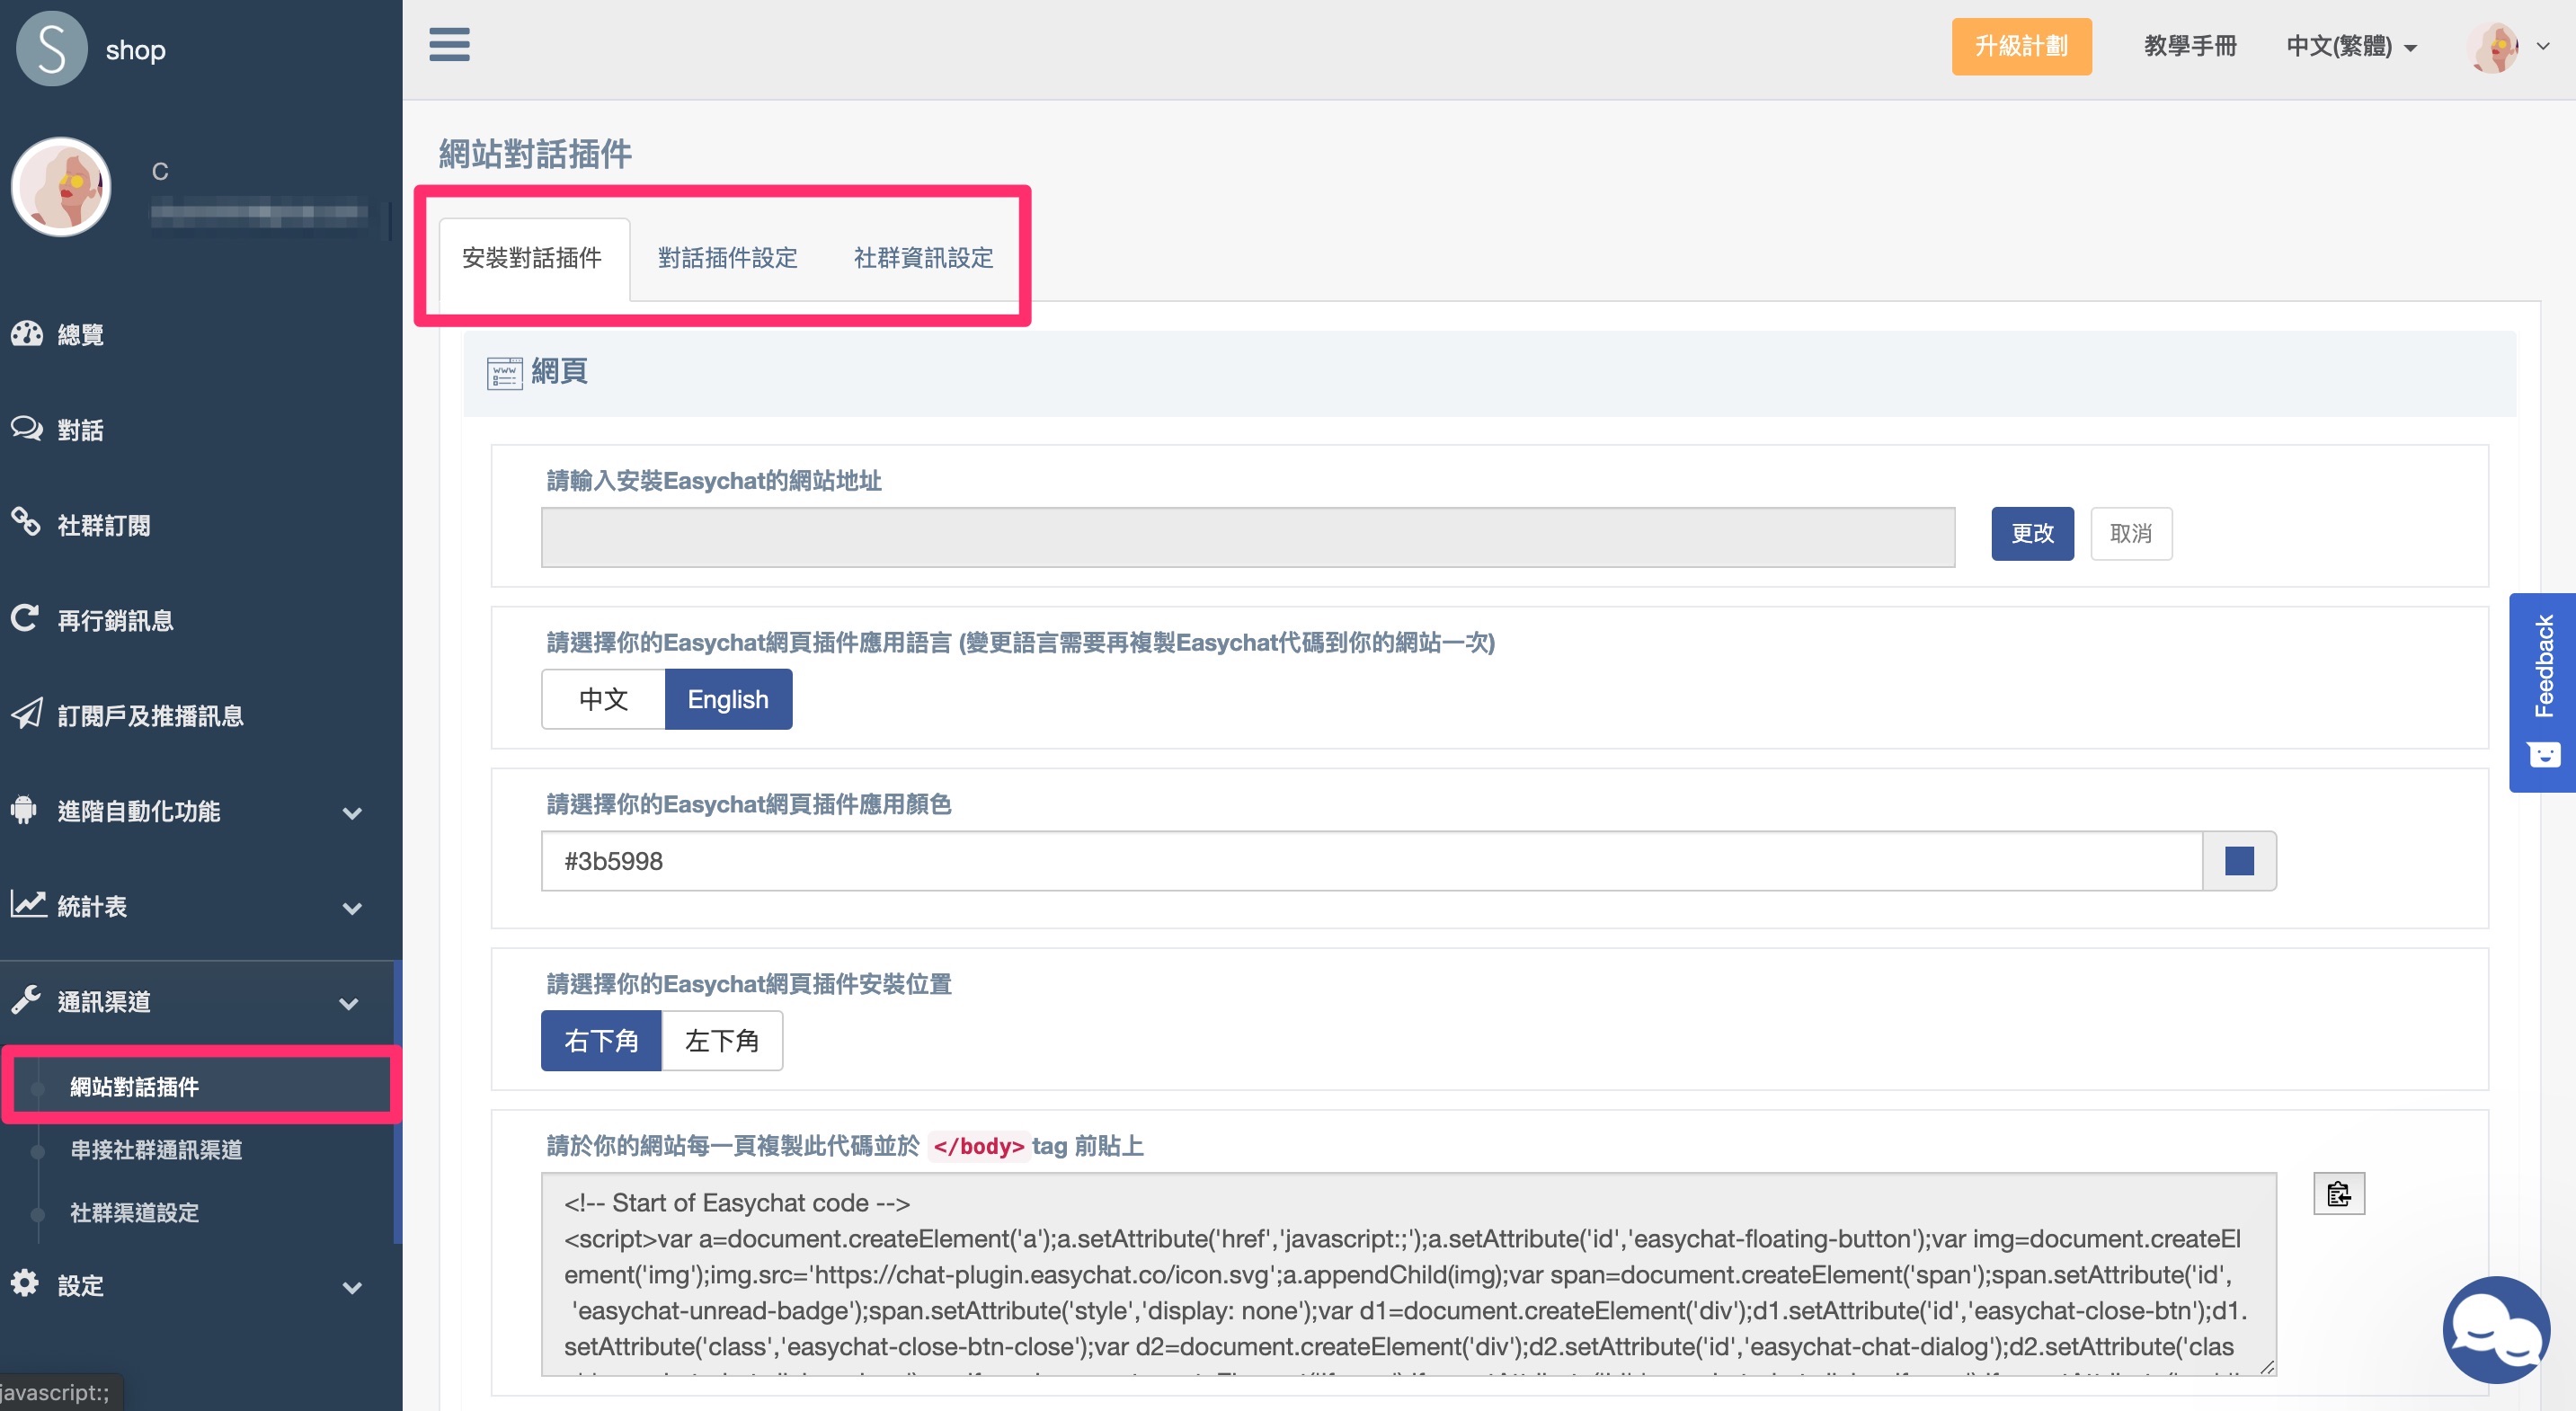 S shop
升級計劃
教學手冊
中文(繁體)
C
網站對話插件
安裝對話插件
對話插件設定
社群資訊設定
總覽
對話
社群訂閱
再行銷訊息
訂閱戶及推播訊息
進階自動化功能
統計表
通訊渠道
網站對話插件
串接社群通訊渠道
社群渠道設定
設定
javascript:;
www 網頁
請輸入安裝Easychat的網站地址
更改
取消
請選擇你的Easychat網頁插件應用語言 (變更語言需要再複製Easychat代碼到你的網站一次)
中文
English
請選擇你的Easychat網頁插件應用顏色
#3b5998
請選擇你的Easychat網頁插件安裝位置
右下角
左下角
請於你的網站每一頁複製此代碼並於 </body> tag 前貼上
<!-- Start of Easychat code -->
<script>var a=document.createElement('a');a.setAttribute('href','javascript:;');a.setAttribute('id','easychat-floating-button');var img=document.createEl
ement('img');img.src='https://chat-plugin.easychat.co/icon.svg';a.appendChild(img);var span=document.createElement('span');span.setAttribute('id',
'easychat-unread-badge');span.setAttribute('style','display: none');var d1=document.createElement('div');d1.setAttribute('id','easychat-close-btn');d1.
setAttribute('class','easychat-close-btn-close');var d2=document.createElement('div');d2.setAttribute('id','easychat-chat-dialog');d2.setAttribute('clas
Feedback